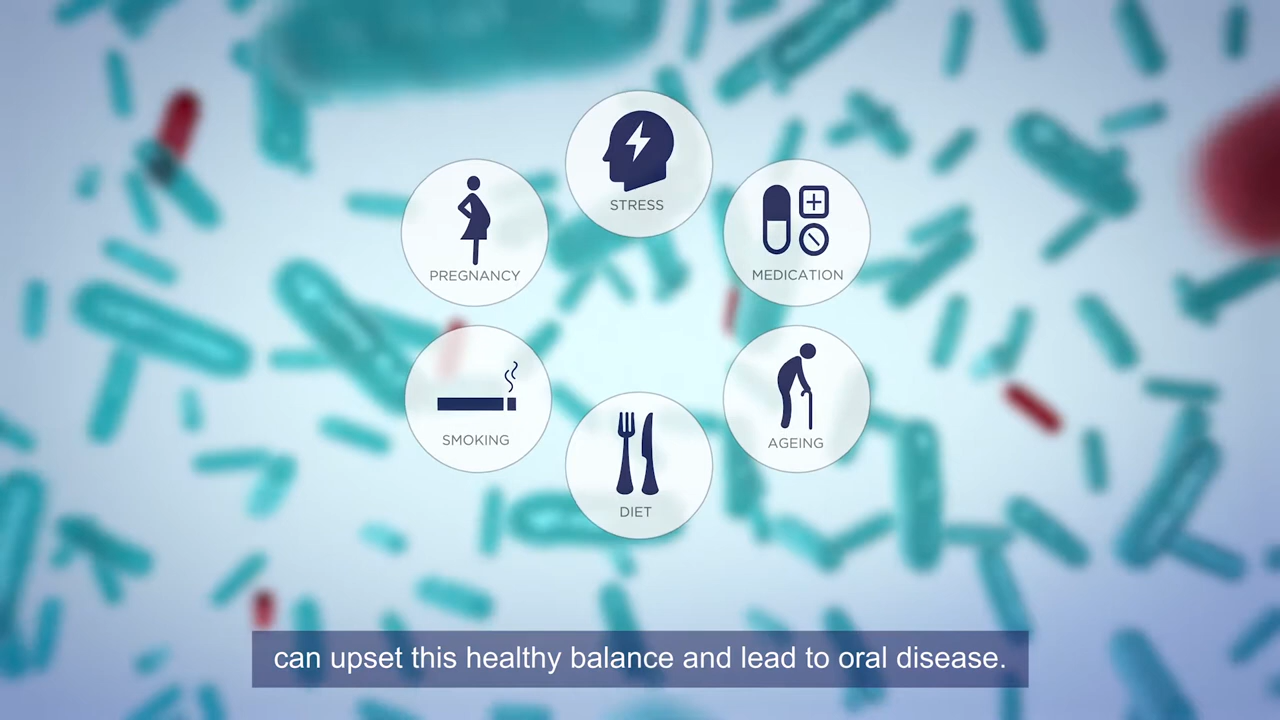 STRESS
PREGNANCY
MEDICATION
SMOKING
AGEING
DIET
can upset this healthy balance and lead to oral disease.